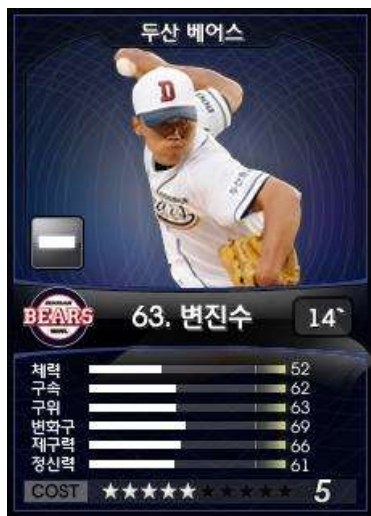 두산 베어스
D
BEARS
63. 변진수
14`
체력 52
구속 62
구위 63
변화구 69
제구력 66
정신력 61
COST ★★★★★★★★★★ 5